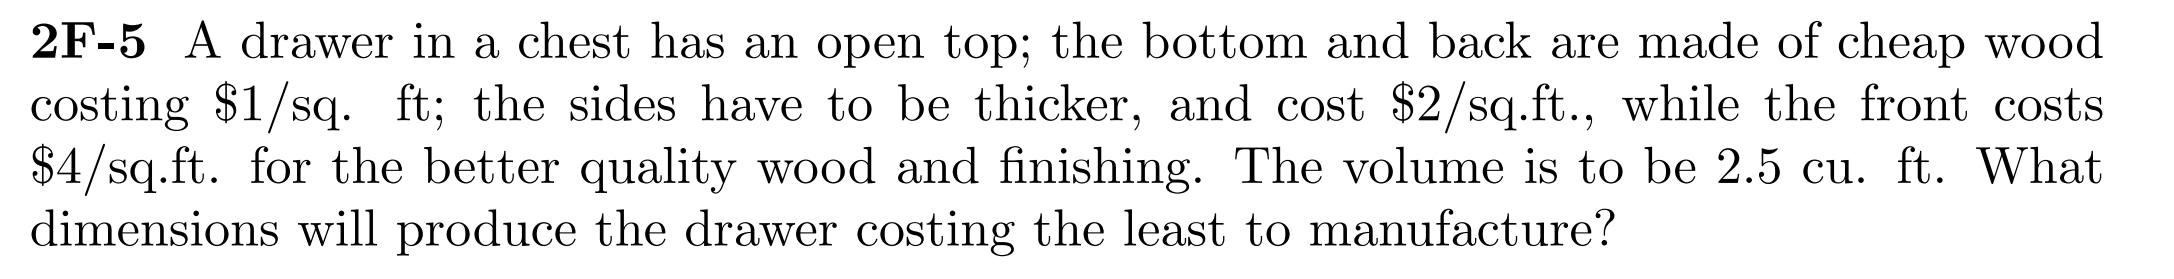 2F-5 A drawer in a chest has an open top; the bottom and back are made of cheap wood
costing $1/sq. ft; the sides have to be thicker, and cost $2/sq.ft., while the front costs
$4/sq.ft. for the better quality wood and finishing. The volume is to be 2.5 cu. ft. What
dimensions will produce the drawer costing the least to manufacture?